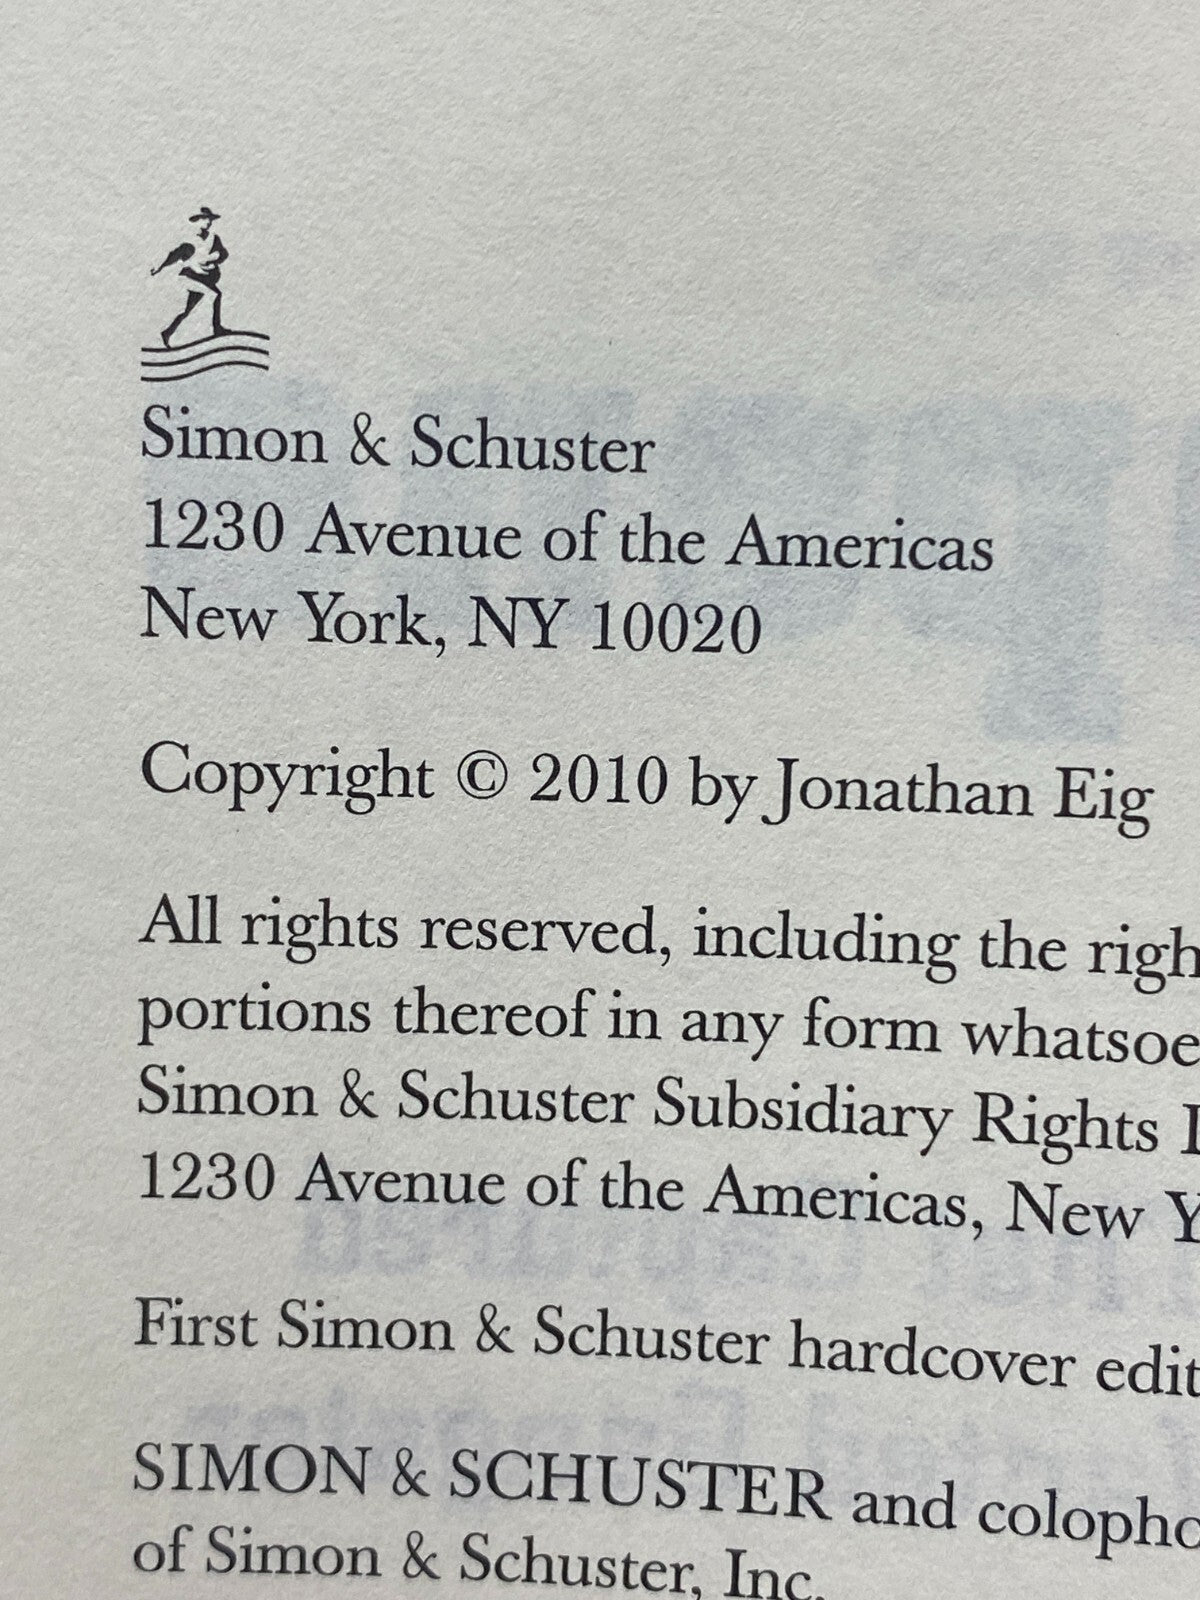 Simon & Schuster
1230 Avenue of the Americas
New York, NY 10020
Copyright © 2010 by Jonathan Eig
All rights reserved, including the righ
portions thereof in any form whatsoe
Simon & Schuster Subsidiary Rights
1230 Avenue of the Americas, New Y
First Simon & Schuster hardcover edit
SIMON & SCHUSTER and colopho
of Simon & Schuster, Inc.